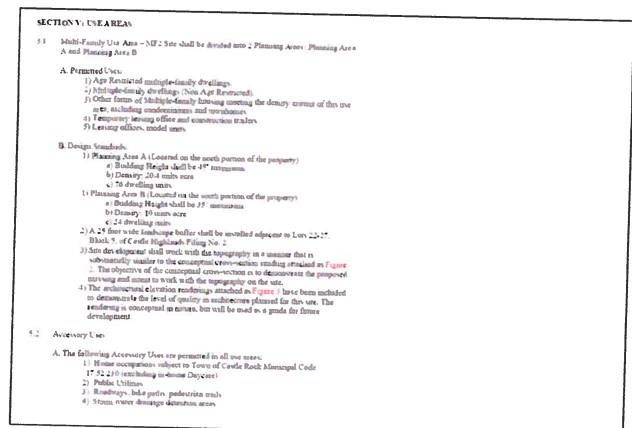 SECTION V: USE AREAS
5.1 Multi-Family Use Area – MF2 Site shall be divided into 2 Planning Areas: Planning Area
A and Planning Area B
A. Permitted Uses:
1) Age Restricted multiple-family dwellings.
2) Multiple-family dwellings (Non Age Restricted).
3) Other forms of Multiple-family housing meeting the density criteria of this use
area, excluding condominiums and townhomes
4) Temporary leasing office and construction trailers
5) Leasing offices, model units
B. Design Standards:
1) Planning Area A (Located on the north portion of the property)
a) Building Height shall be 45' maximum
b) Density: 20.4 units acre
c) 76 dwelling units
1) Planning Area B (Located on the south portion of the property)
a) Building Height shall be 35' maximum
b) Density: 10 units acre
c) 24 dwelling units
2) A 25 foot wide landscape buffer shall be installed adjacent to Lots 22-27,
Block 5, of Castle Highlands Filing No. 2
3) Site development shall work with the topography in a manner that is
substantially similar to the conceptual cross-section rendering attached as Figure
2. The objective of the conceptual cross-section is to demonstrate the proposed
massing and intent to work with the topography on the site.
4) The architectural elevation renderings attached as Figure 3 have been included
to demonstrate the level of quality in architecture planned for this site. The
rendering is conceptual in nature, but will be used as a guide for future
development
5.2 Accessory Uses
A. The following Accessory Uses are permitted in all use areas:
1) Home occupations subject to Town of Castle Rock Municipal Code
17.52.210 (excluding in-home Daycare)
2) Public Utilities
3) Roadways, bike paths, pedestrian trails
4) Storm water drainage detention areas